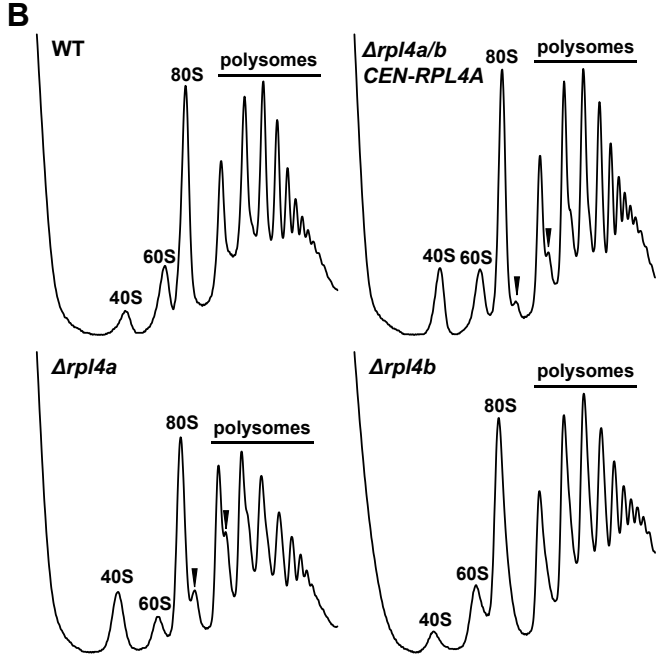 B
WT
40S
60S
80S
polysomes
Δrpl4a/b
CEN-RPL4A
40S
60S
80S
polysomes
Δrpl4a
40S
60S
80S
polysomes
Δrpl4b
40S
60S
80S
polysomes